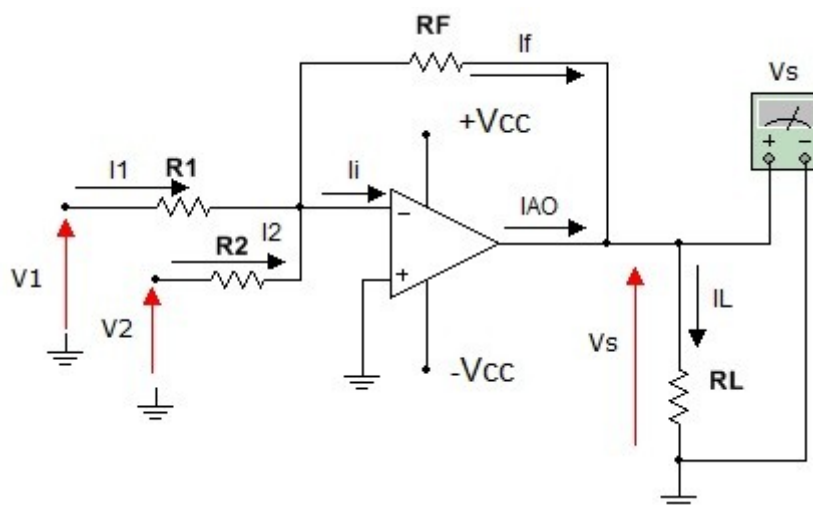 RF
If
Vs
+Vcc
+ −
I1
R1
Ii
−
IAO
R2
I2
+
V1
V2
Vs
IL
-Vcc
RL